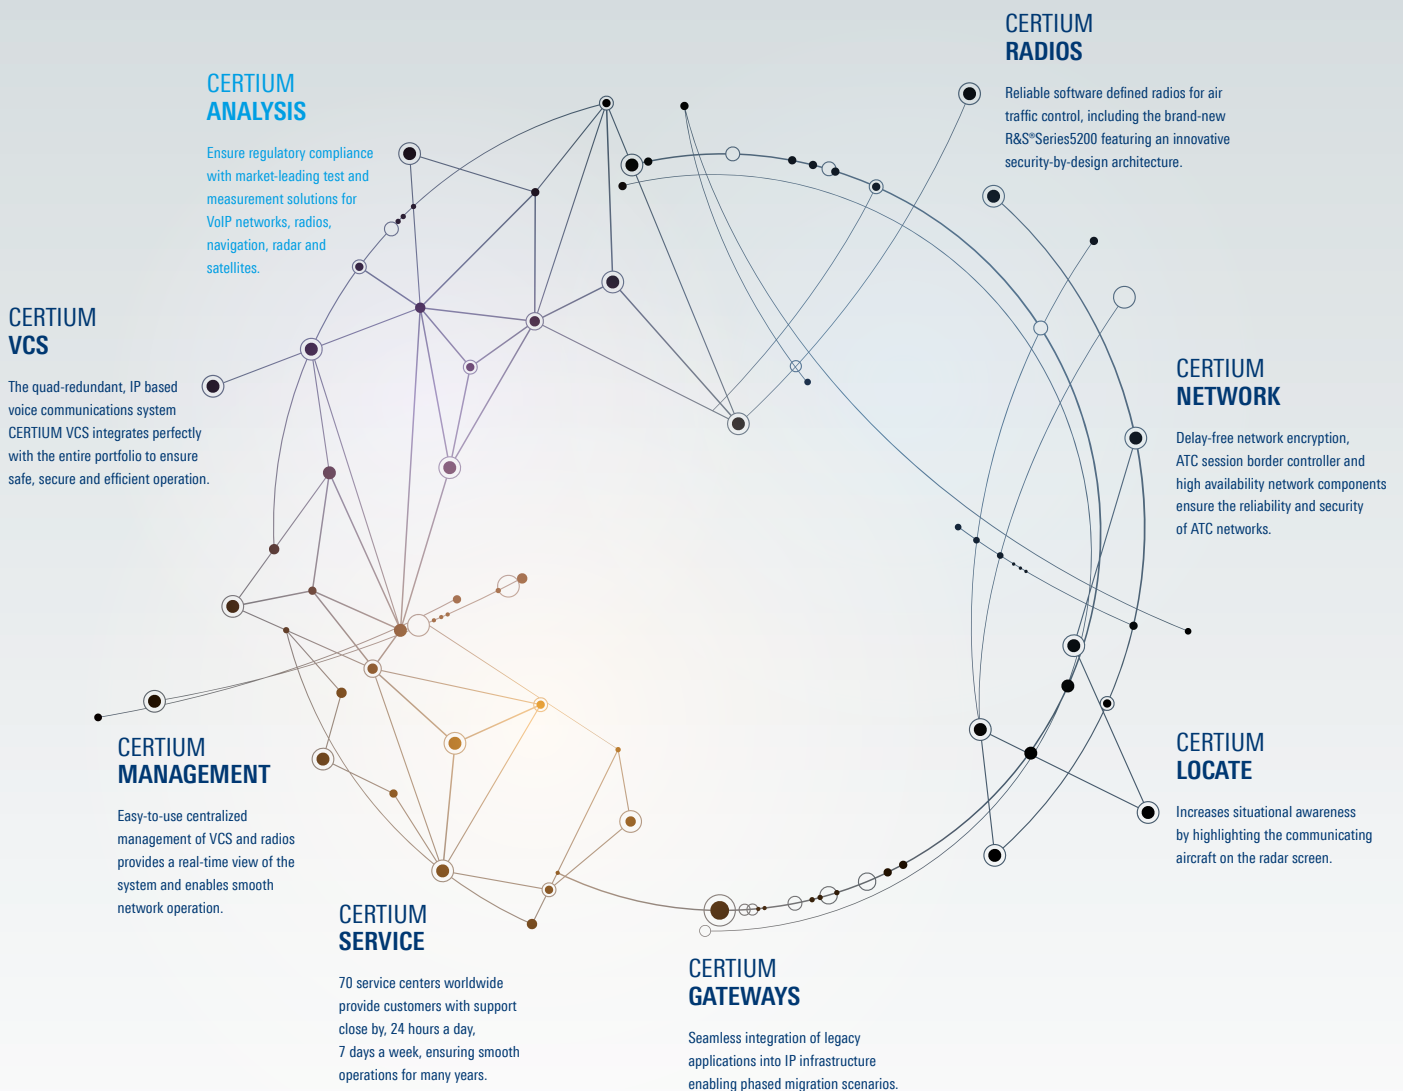 CERTIUM
RADIOS
Reliable software defined radios for air
traffic control, including the brand-new
R&S®Series5200 featuring an innovative
security-by-design architecture.
CERTIUM
ANALYSIS
Ensure regulatory compliance
with market-leading test and
measurement solutions for
VoIP networks, radios,
navigation, radar and
satellites.
CERTIUM
VCS
The quad-redundant, IP based
voice communications system
CERTIUM VCS integrates perfectly
with the entire portfolio to ensure
safe, secure and efficient operation.
CERTIUM
NETWORK
Delay-free network encryption,
ATC session border controller and
high availability network components
ensure the reliability and security
of ATC networks.
CERTIUM
LOCATE
Increases situational awareness
by highlighting the communicating
aircraft on the radar screen.
CERTIUM
MANAGEMENT
Easy-to-use centralized
management of VCS and radios
provides a real-time view of the
system and enables smooth
network operation.
CERTIUM
SERVICE
70 service centers worldwide
provide customers with support
close by, 24 hours a day,
7 days a week, ensuring smooth
operations for many years.
CERTIUM
GATEWAYS
Seamless integration of legacy
applications into IP infrastructure
enabling phased migration scenarios.